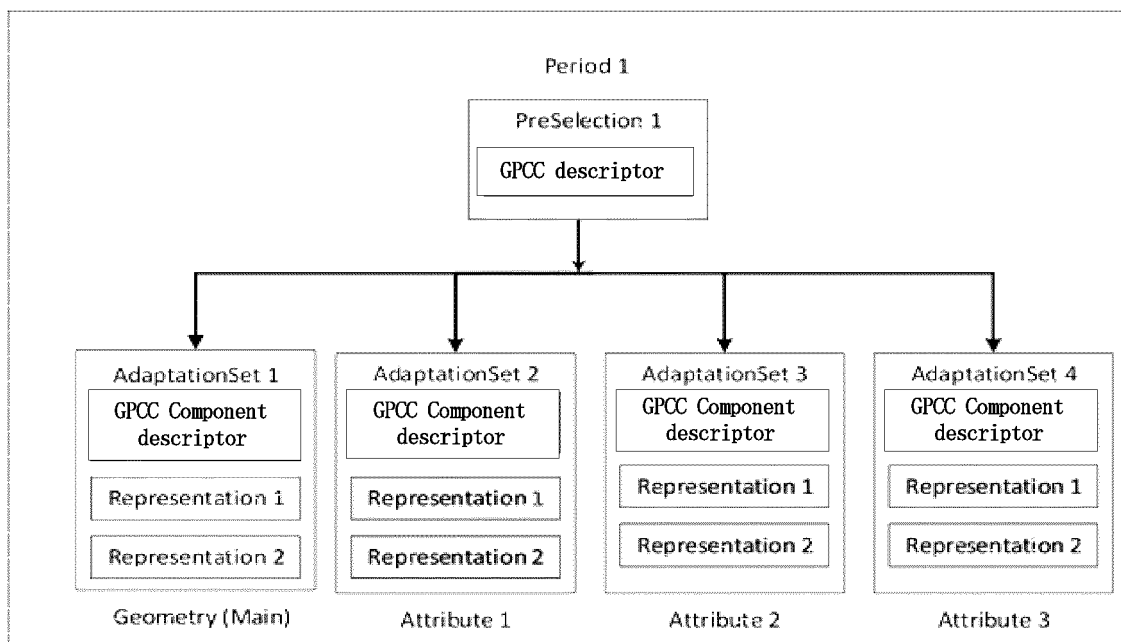 Period 1
PreSelection 1
GPCC descriptor
AdaptationSet 1
GPCC Component
descriptor
Representation 1
Representation 2
Geometry (Main)
AdaptationSet 2
GPCC Component
descriptor
Representation 1
Representation 2
Attribute 1
AdaptationSet 3
GPCC Component
descriptor
Representation 1
Representation 2
Attribute 2
AdaptationSet 4
GPCC Component
descriptor
Representation 1
Representation 2
Attribute 3